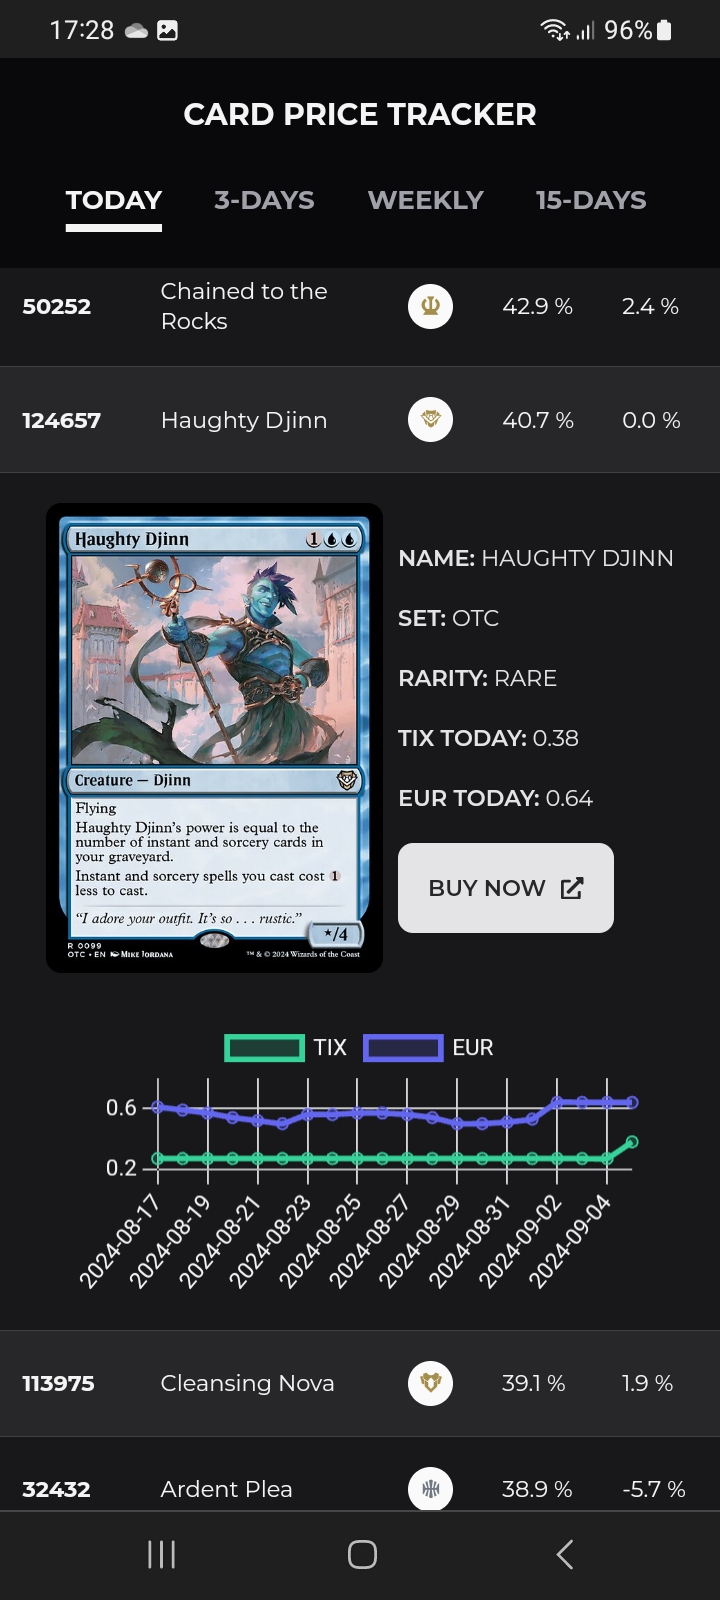 17:28 96%
CARD PRICE TRACKER
TODAY 3-DAYS WEEKLY 15-DAYS
50252 Chained to the Rocks 42.9 % 2.4 %
124657 Haughty Djinn 40.7 % 0.0 %
Haughty Djinn 1
Creature — Djinn
Flying
Haughty Djinn's power is equal to the
number of instant and sorcery cards in
your graveyard.
Instant and sorcery spells you cast cost 1
less to cast.
“I adore your outfit. It's so . . . rustic.”
★/4
R 0099
OTC • EN MIKE JORDANA ™ & © 2024 Wizards of the Coast
NAME: HAUGHTY DJINN
SET: OTC
RARITY: RARE
TIX TODAY: 0.38
EUR TODAY: 0.64
BUY NOW
TIX EUR
0.6
0.2
2024-08-17 2024-08-19 2024-08-21 2024-08-23 2024-08-25 2024-08-27 2024-08-29 2024-08-31 2024-09-02 2024-09-04
113975 Cleansing Nova 39.1 % 1.9 %
32432 Ardent Plea 38.9 % -5.7 %